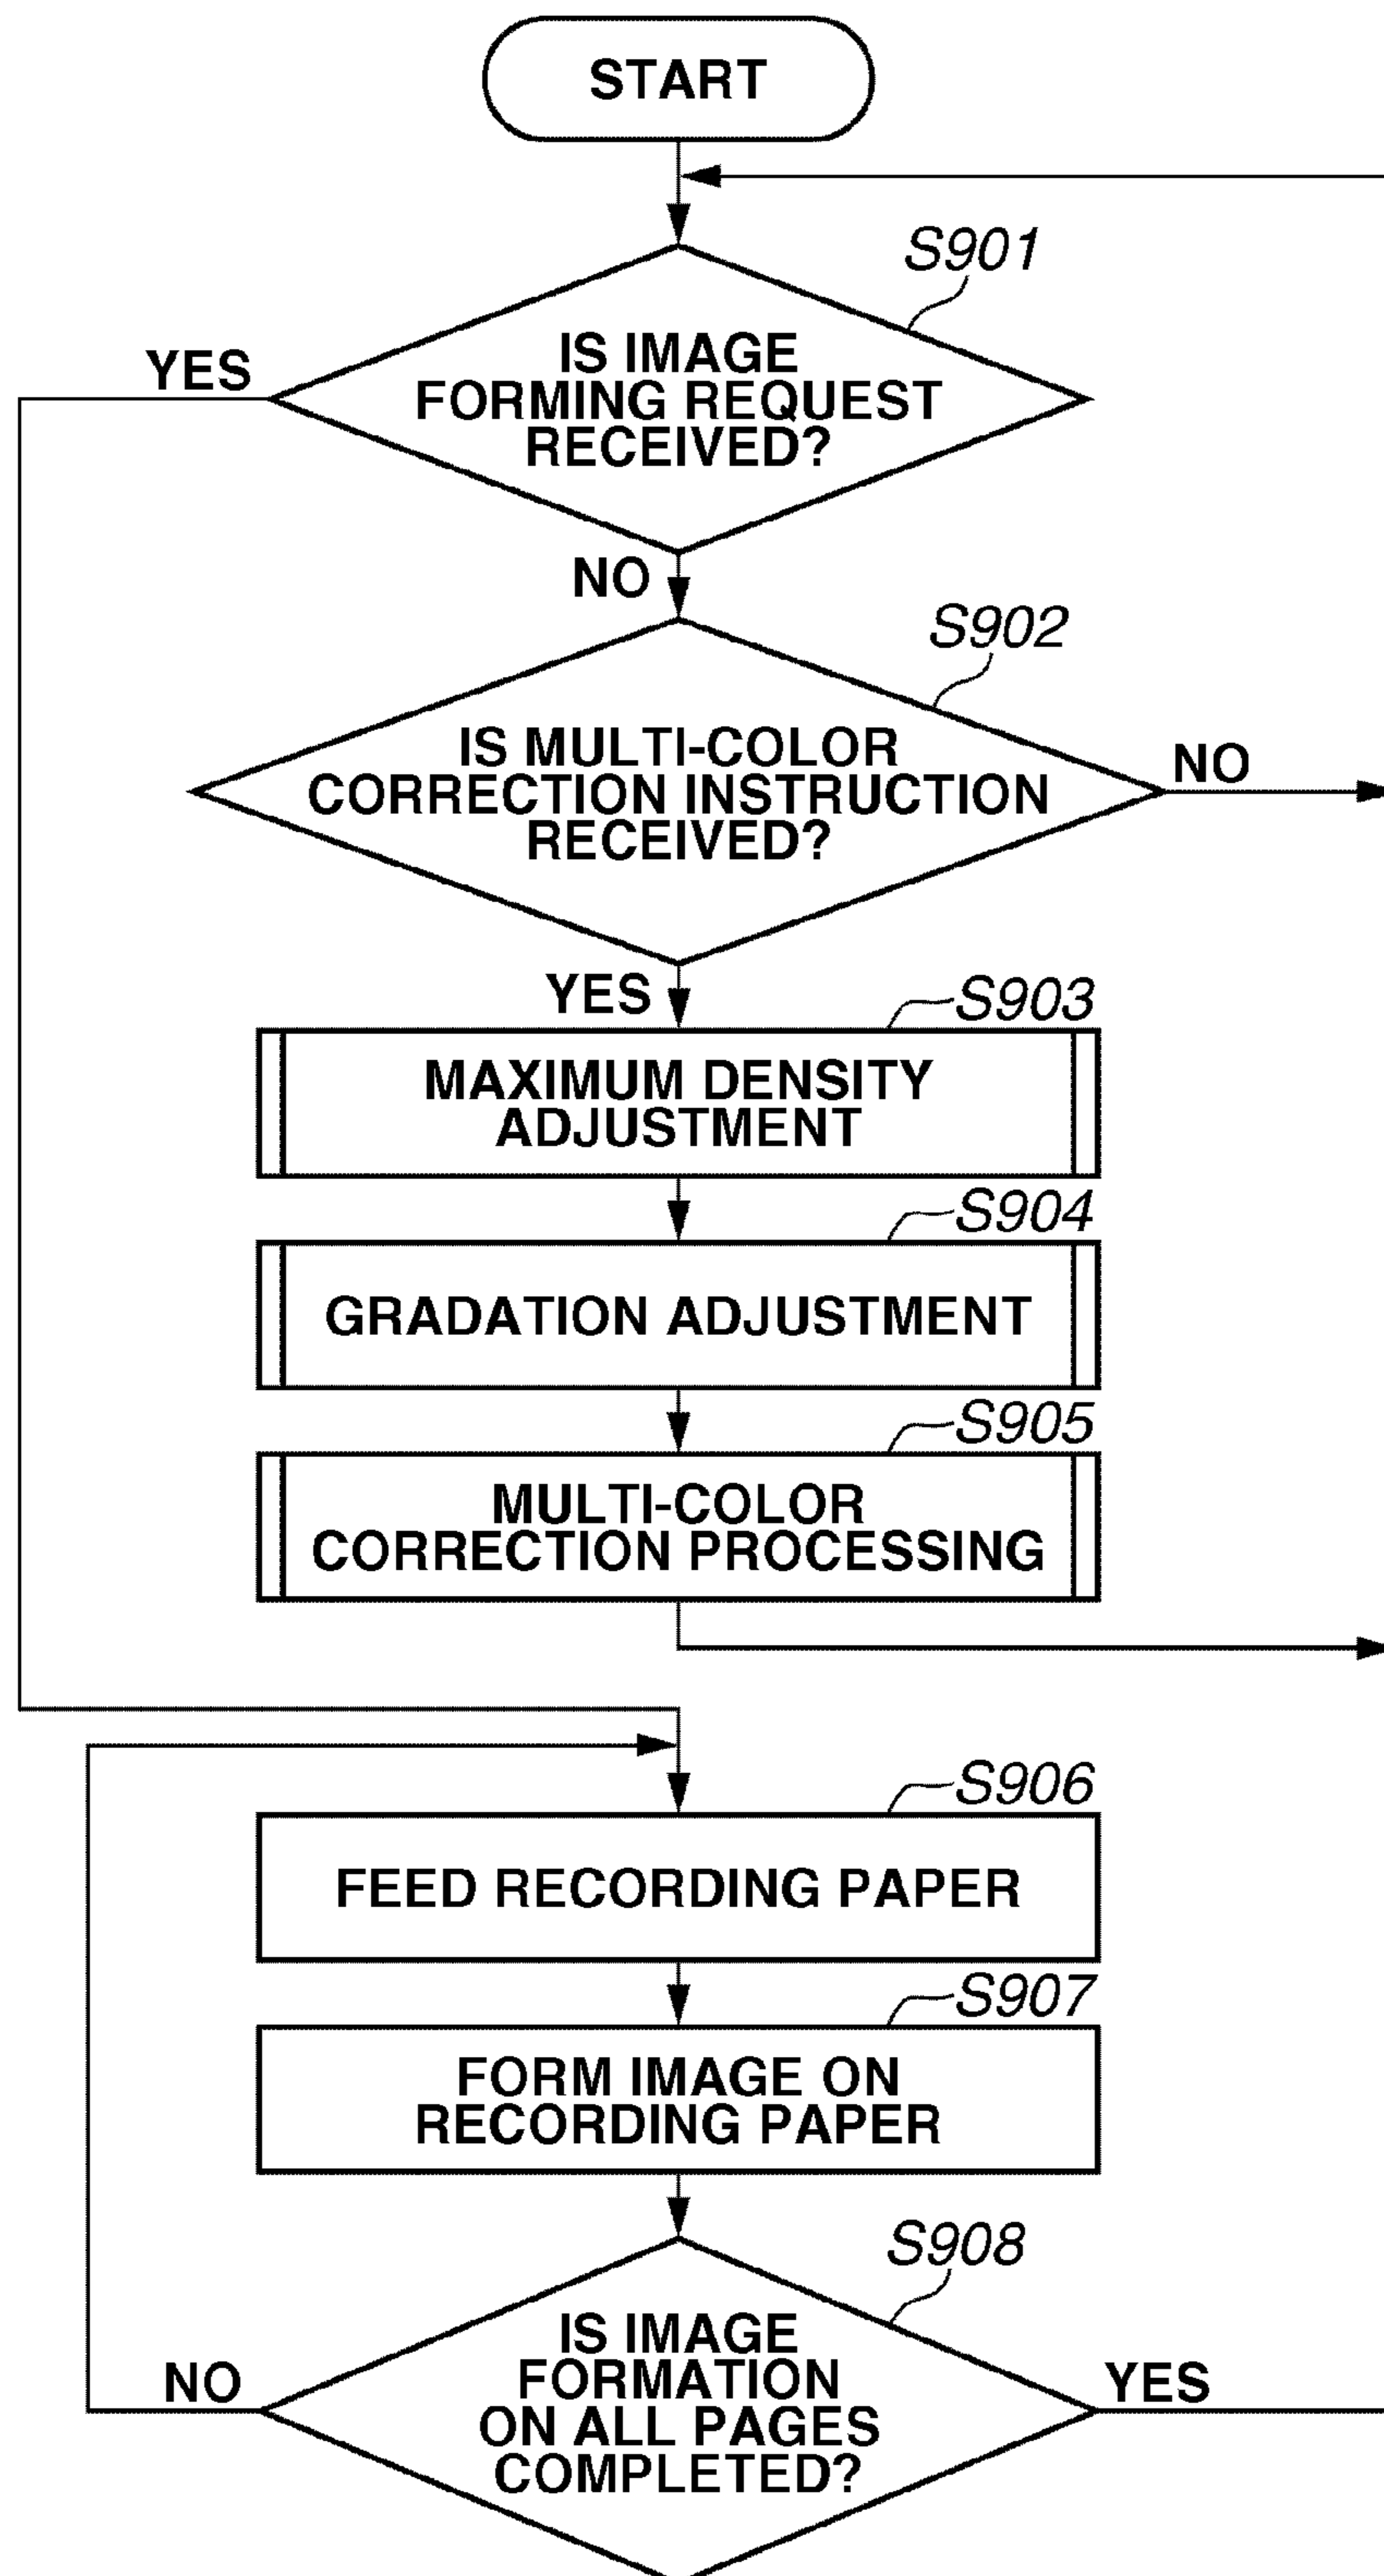 START
S901
IS IMAGE
FORMING REQUEST
RECEIVED?
YES
NO
S902
IS MULTI-COLOR
CORRECTION INSTRUCTION
RECEIVED?
NO
YES
S903
MAXIMUM DENSITY
ADJUSTMENT
S904
GRADATION ADJUSTMENT
S905
MULTI-COLOR
CORRECTION PROCESSING
S906
FEED RECORDING PAPER
S907
FORM IMAGE ON
RECORDING PAPER
S908
IS IMAGE
FORMATION
ON ALL PAGES
COMPLETED?
NO
YES